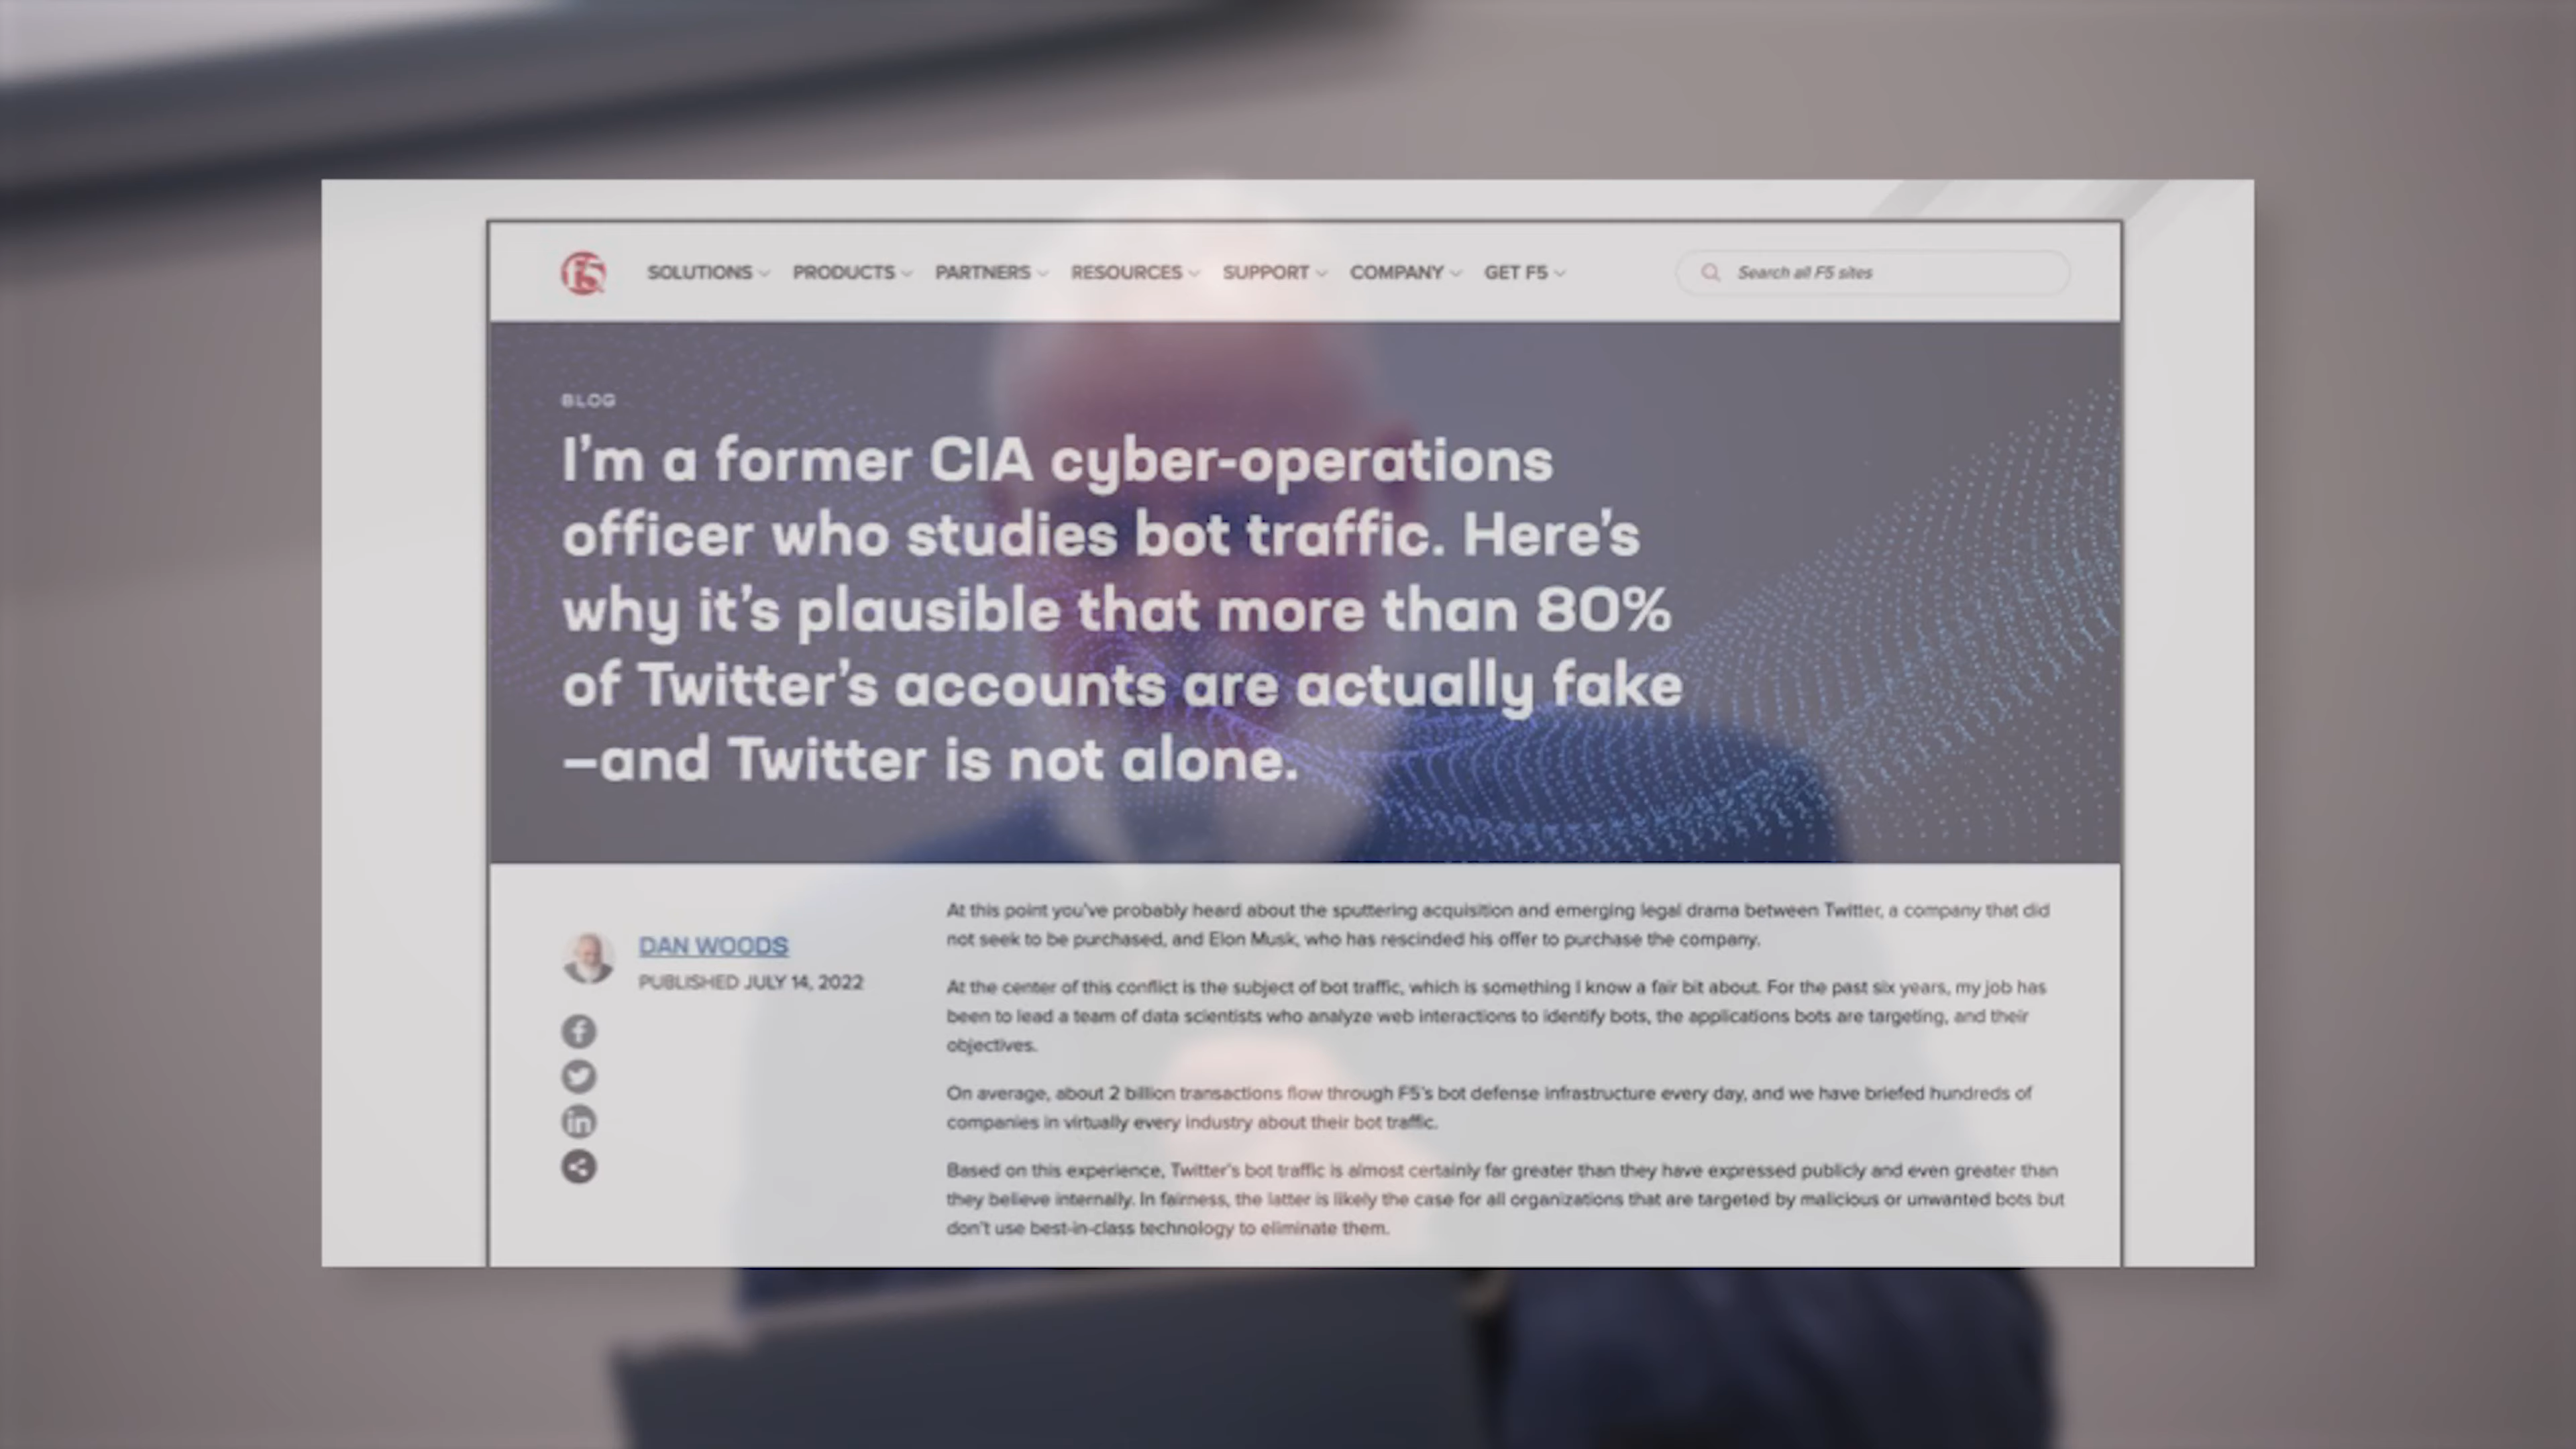 f5 SOLUTIONS PRODUCTS PARTNERS RESOURCES SUPPORT COMPANY GET F5 Search all F5 sites
BLOG
I'm a former CIA cyber-operations
officer who studies bot traffic. Here's
why it's plausible that more than 80%
of Twitter's accounts are actually fake
—and Twitter is not alone.
DAN WOODS
PUBLISHED JULY 14, 2022
At this point you've probably heard about the sputtering acquisition and emerging legal drama between Twitter, a company that did
not seek to be purchased, and Elon Musk, who has rescinded his offer to purchase the company.
At the center of this conflict is the subject of bot traffic, which is something I know a fair bit about. For the past six years, my job has
been to lead a team of data scientists who analyze web interactions to identify bots, the applications bots are targeting, and their
objectives.
On average, about 2 billion transactions flow through F5's bot defense infrastructure every day, and we have briefed hundreds of
companies in virtually every industry about their bot traffic.
Based on this experience, Twitter's bot traffic is almost certainly far greater than they have expressed publicly and even greater than
they believe internally. In fairness, the latter is likely the case for all organizations that are targeted by malicious or unwanted bots but
don't use best-in-class technology to eliminate them.